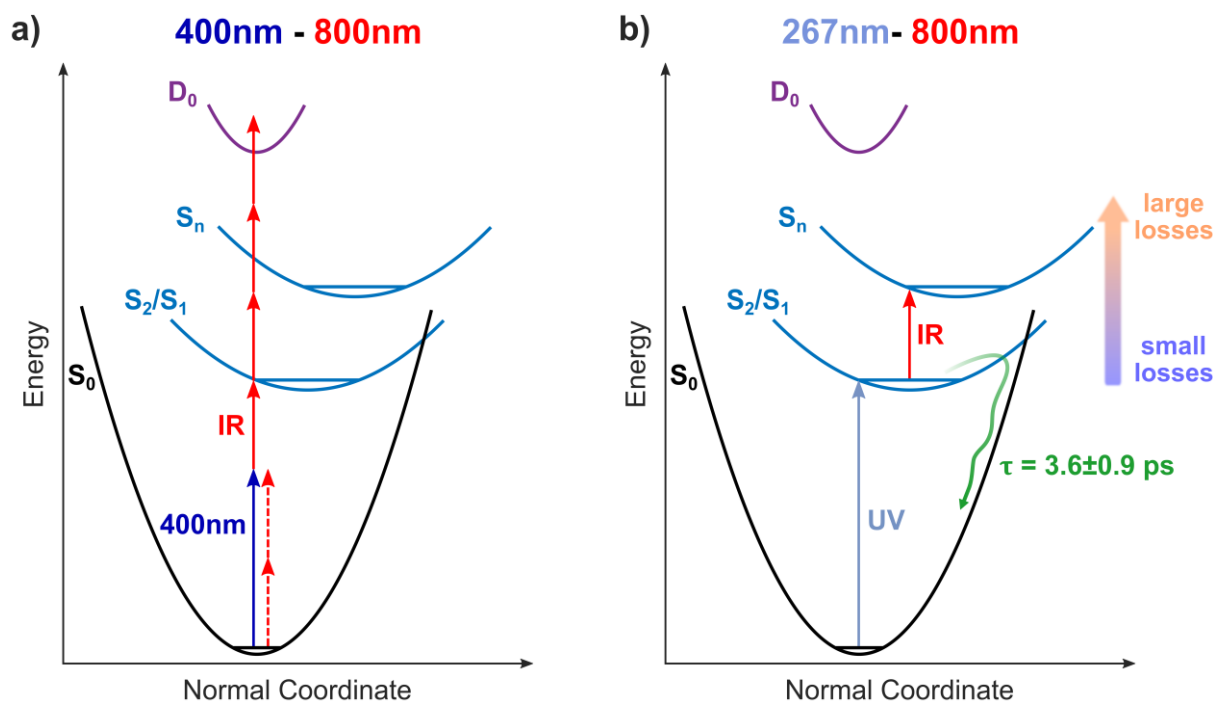 a)
400nm - 800nm
D₀
Sₙ
S₂/S₁
S₀
IR
400nm
Energy
Normal Coordinate
b)
267nm- 800nm
D₀
Sₙ
S₂/S₁
S₀
IR
UV
τ = 3.6±0.9 ps
large
losses
small
losses
Energy
Normal Coordinate